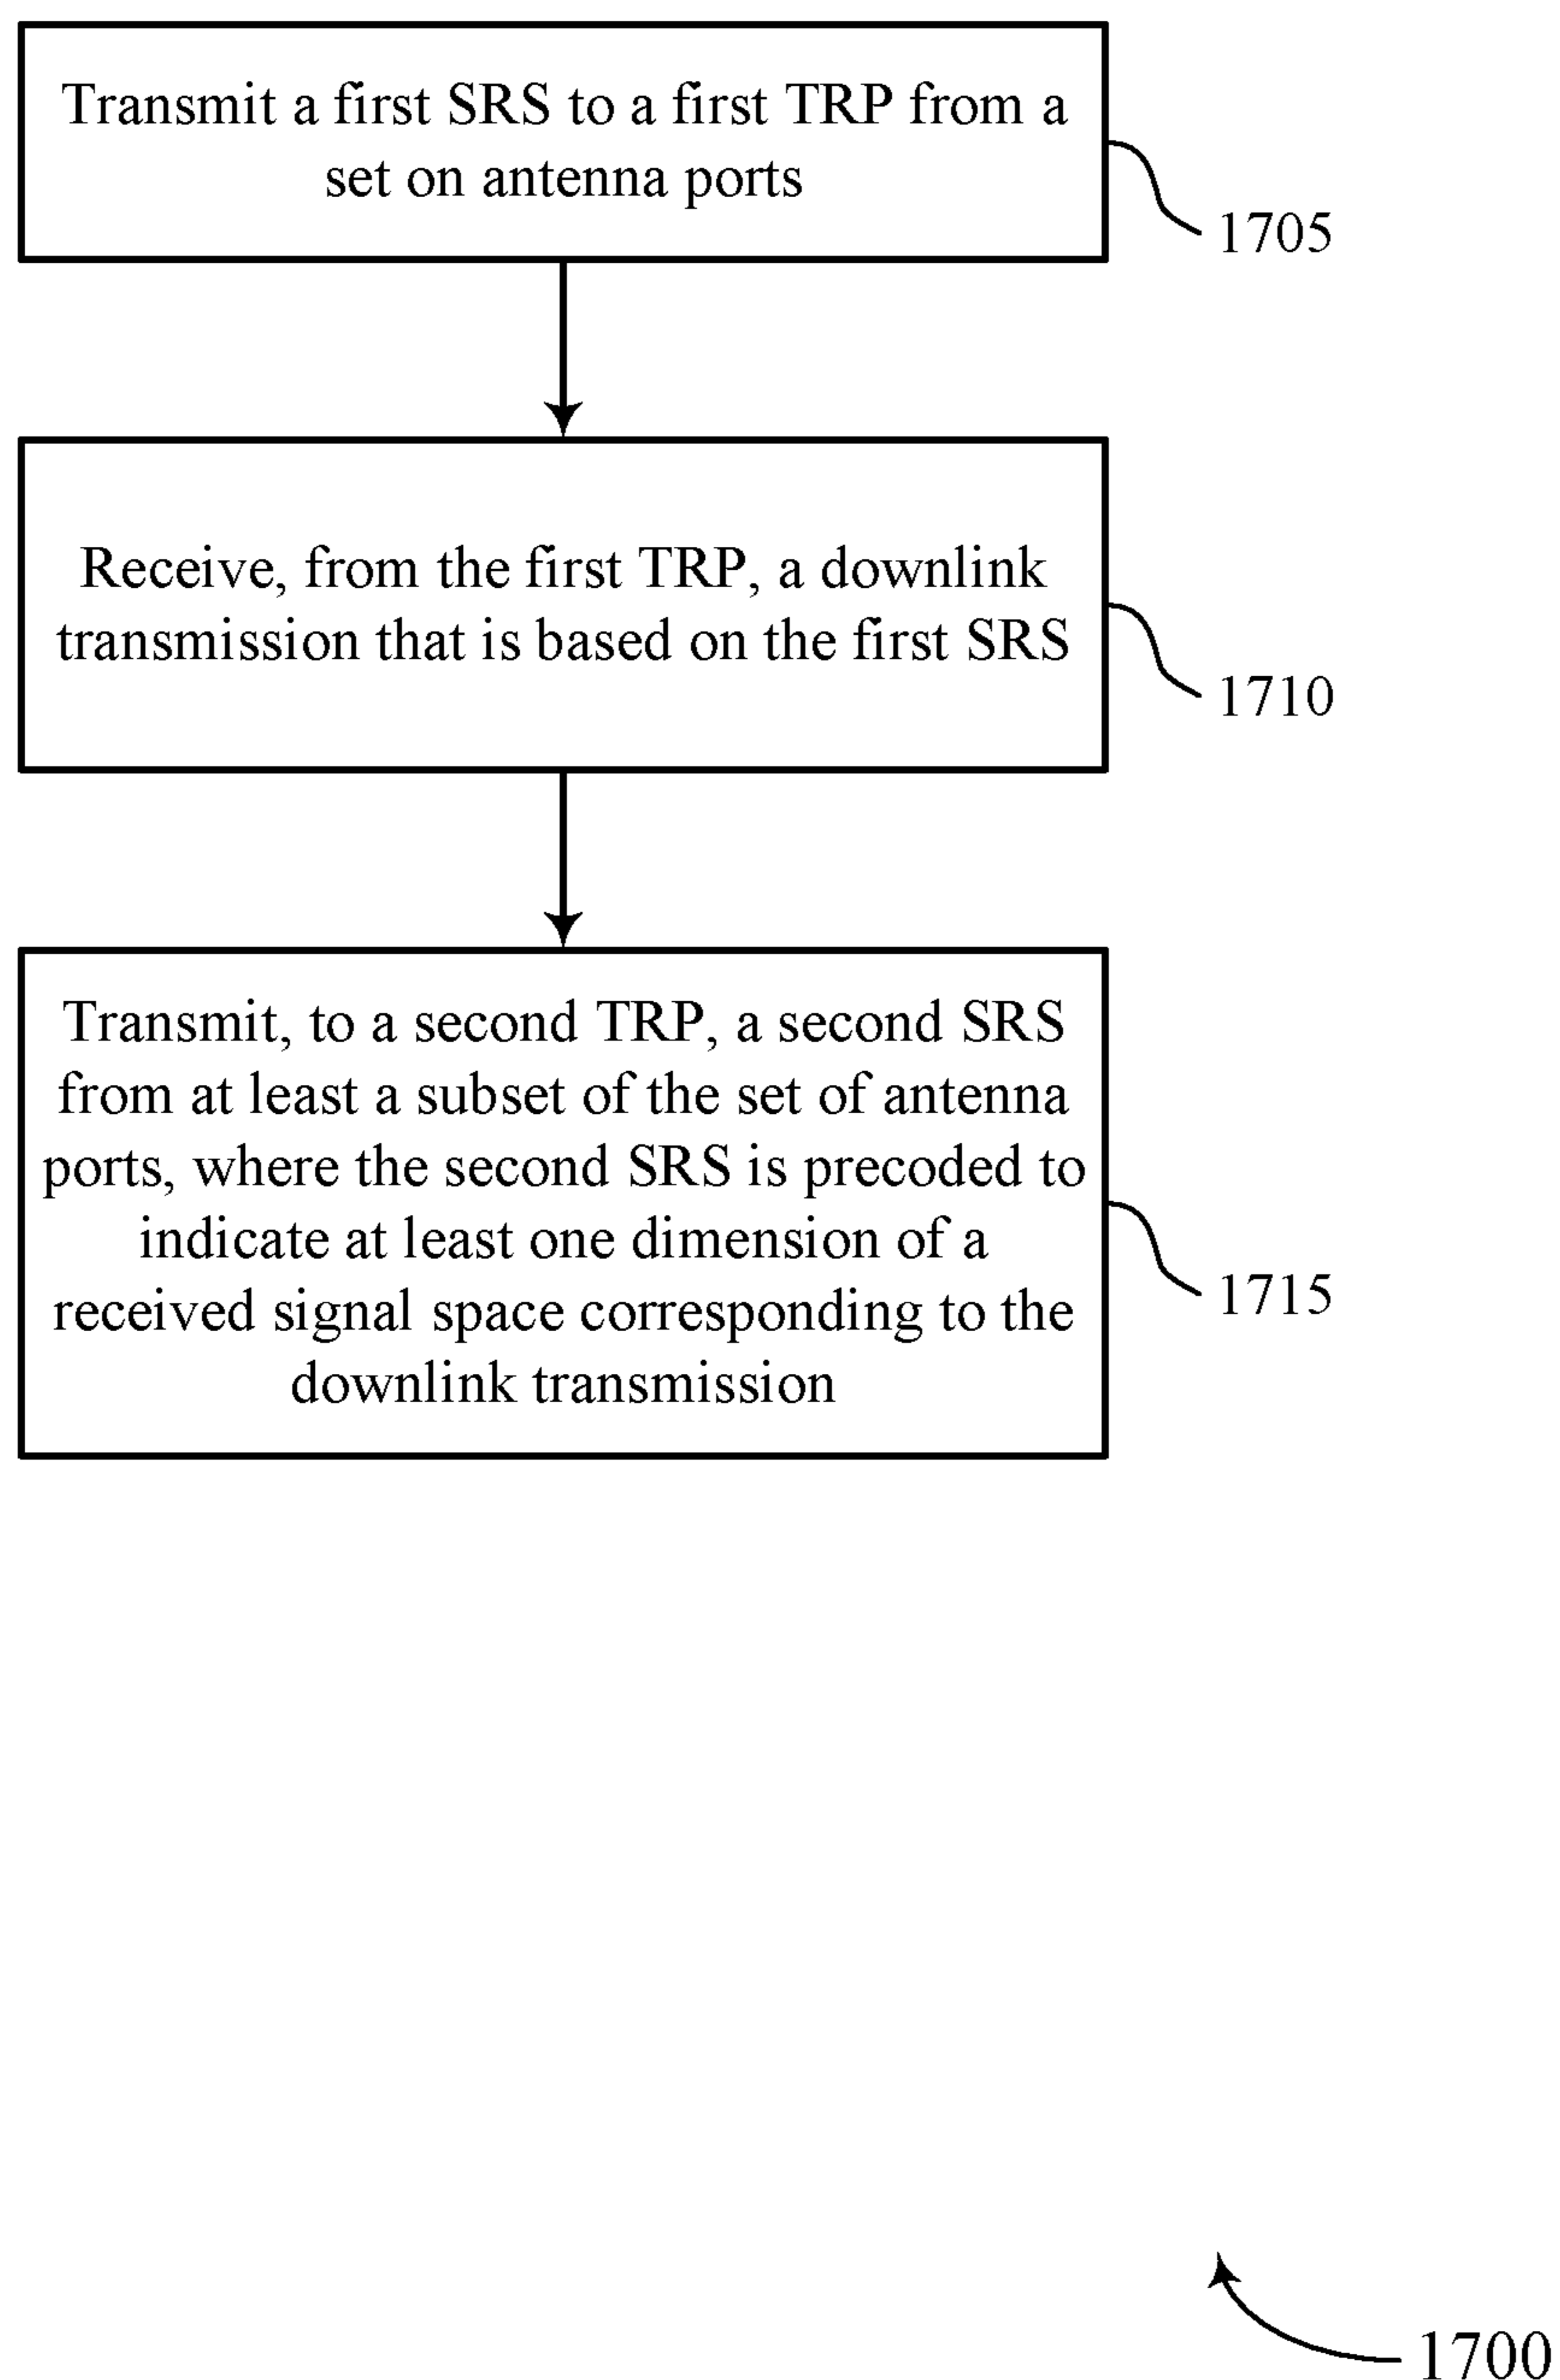 Transmit a first SRS to a first TRP from a
set on antenna ports
1705
Receive, from the first TRP, a downlink
transmission that is based on the first SRS
1710
Transmit, to a second TRP, a second SRS
from at least a subset of the set of antenna
ports, where the second SRS is precoded to
indicate at least one dimension of a
received signal space corresponding to the
downlink transmission
1715
1700